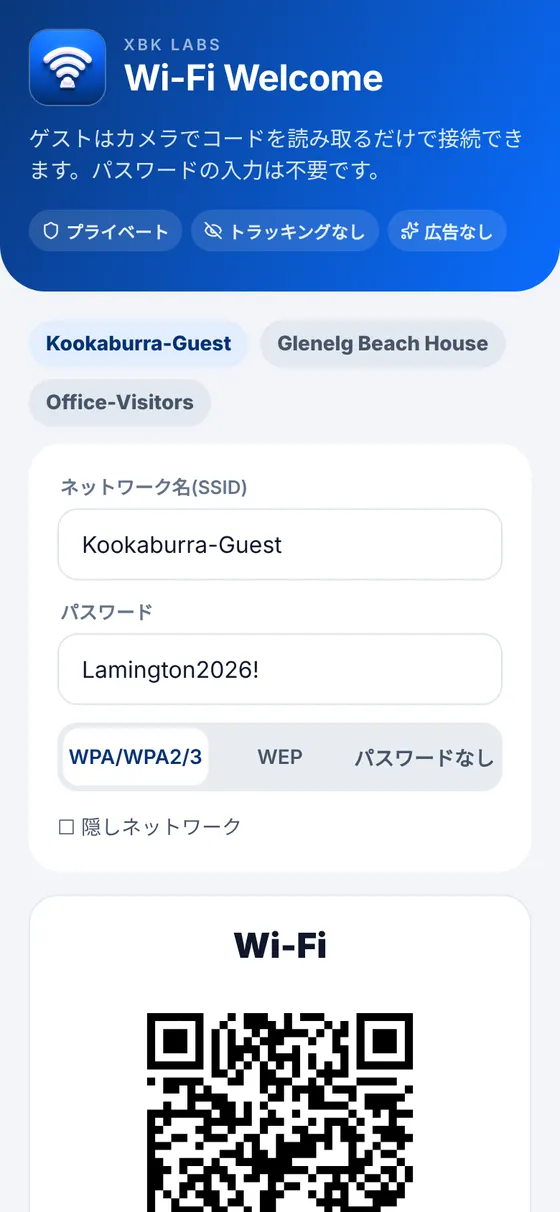 XBK LABS
Wi-Fi Welcome
ゲストはカメラでコードを読み取るだけで接続でき
ます。パスワードの入力は不要です。
プライベート
トラッキングなし
広告なし
Kookaburra-Guest
Glenelg Beach House
Office-Visitors
ネットワーク名(SSID)
Kookaburra-Guest
パスワード
Lamington2026!
WPA/WPA2/3
WEP
パスワードなし
隠しネットワーク
Wi-Fi